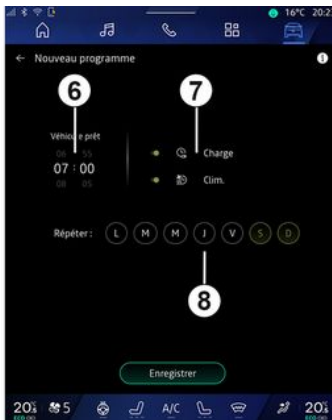 16°C 20:2
← Nouveau programme
6
7
Véhicule prêt
06 55
07 : 00
08 05
Charge
Clim.
Répéter : L M M J V S D
8
Enregistrer
20 5 A/C 20